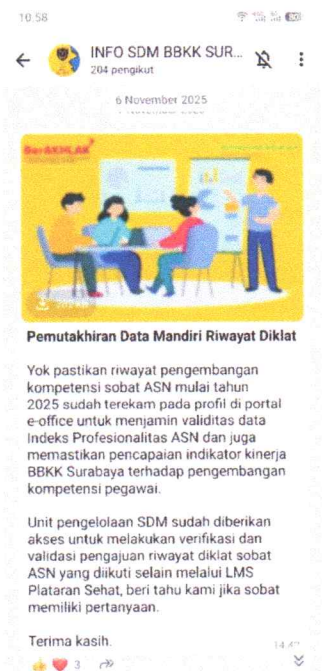 10.58
INFO SDM BBKK SUR...
204 pengikut
6 November 2025
BerAKHLAK
Pemutakhiran Data Mandiri Riwayat Diklat
Yok pastikan riwayat pengembangan
kompetensi sobat ASN mulai tahun
2025 sudah terekam pada profil di portal
e-office untuk menjamin validitas data
Indeks Profesionalitas ASN dan juga
memastikan pencapaian indikator kinerja
BBKK Surabaya terhadap pengembangan
kompetensi pegawai.
Unit pengelolaan SDM sudah diberikan
akses untuk melakukan verifikasi dan
validasi pengajuan riwayat diklat sobat
ASN yang diikuti selain melalui LMS
Plataran Sehat, beri tahu kami jika sobat
memiliki pertanyaan.
Terima kasih.
3